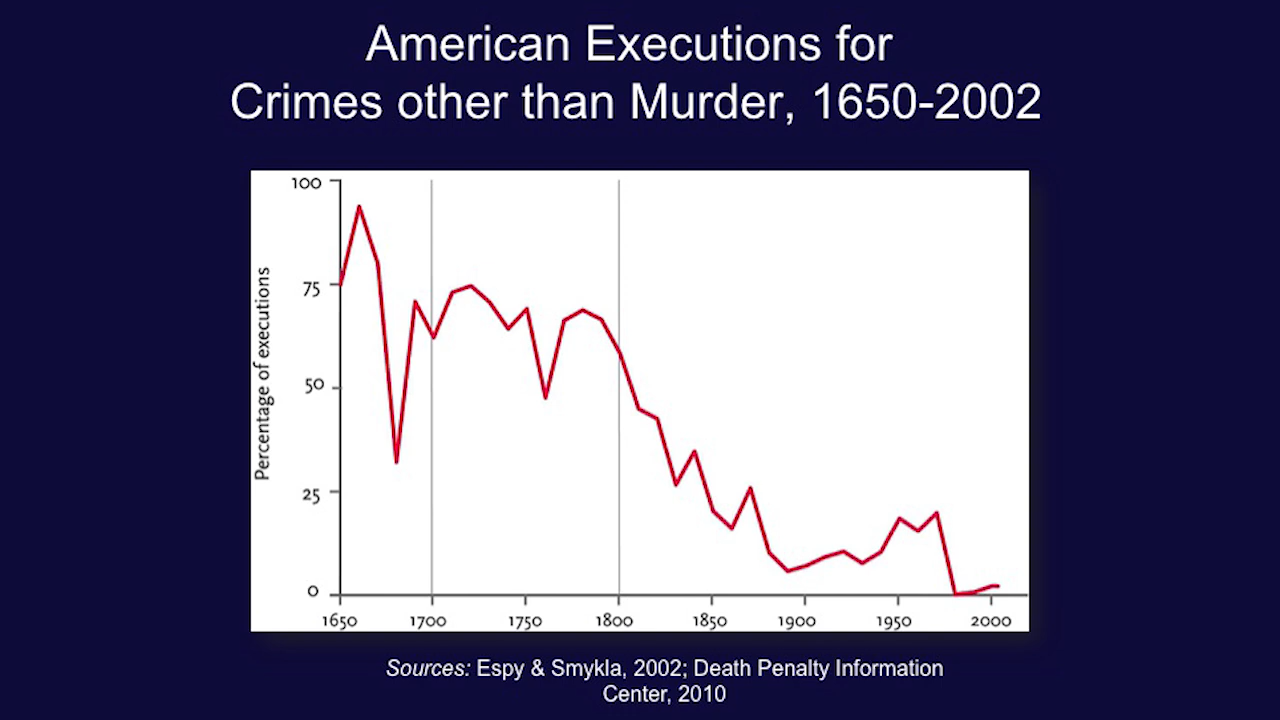 American Executions for
Crimes other than Murder, 1650-2002
100
75
50
25
0
Percentage of executions
1650 1700 1750 1800 1850 1900 1950 2000
Sources: Espy & Smykla, 2002; Death Penalty Information
Center, 2010